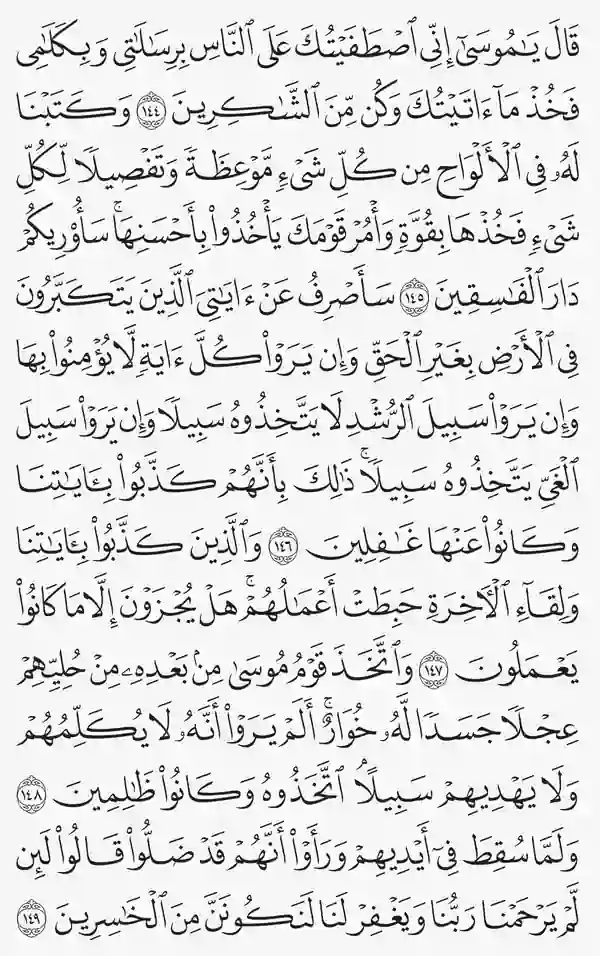 قَالَ يَٰمُوسَىٰٓ إِنِّي ٱصۡطَفَيۡتُكَ عَلَى ٱلنَّاسِ بِرِسَٰلَٰتِي وَبِكَلَٰمِي
فَخُذۡ مَآ ءَاتَيۡتُكَ وَكُن مِّنَ ٱلشَّٰكِرِينَ ١٤٤ وَكَتَبۡنَا
لَهُۥ فِي ٱلۡأَلۡوَاحِ مِن كُلِّ شَيۡءٖ مَّوۡعِظَةٗ وَتَفۡصِيلٗا لِّكُلِّ
شَيۡءٖ فَخُذۡهَا بِقُوَّةٖ وَأۡمُرۡ قَوۡمَكَ يَأۡخُذُواْ بِأَحۡسَنِهَاۚ سَأُوْرِيكُمۡ
دَارَ ٱلۡفَٰسِقِينَ ١٤٥ سَأَصۡرِفُ عَنۡ ءَايَٰتِيَ ٱلَّذِينَ يَتَكَبَّرُونَ
فِي ٱلۡأَرۡضِ بِغَيۡرِ ٱلۡحَقِّ وَإِن يَرَوۡاْ كُلَّ ءَايَةٖ لَّا يُؤۡمِنُواْ بِهَا
وَإِن يَرَوۡاْ سَبِيلَ ٱلرُّشۡدِ لَا يَتَّخِذُوهُ سَبِيلٗا وَإِن يَرَوۡاْ سَبِيلَ
ٱلۡغَيِّ يَتَّخِذُوهُ سَبِيلٗاۚ ذَٰلِكَ بِأَنَّهُمۡ كَذَّبُواْ بِـَٔايَٰتِنَا
وَكَانُواْ عَنۡهَا غَٰفِلِينَ ١٤٦ وَٱلَّذِينَ كَذَّبُواْ بِـَٔايَٰتِنَا
وَلِقَآءِ ٱلۡأٓخِرَةِ حَبِطَتۡ أَعۡمَٰلُهُمۡۚ هَلۡ يُجۡزَوۡنَ إِلَّا مَا كَانُواْ
يَعۡمَلُونَ ١٤٧ وَٱتَّخَذَ قَوۡمُ مُوسَىٰ مِنۢ بَعۡدِهِۦ مِنۡ حُلِيِّهِمۡ
عِجۡلٗا جَسَدٗا لَّهُۥ خُوَارٌۚ أَلَمۡ يَرَوۡاْ أَنَّهُۥ لَا يُكَلِّمُهُمۡ
وَلَا يَهۡدِيهِمۡ سَبِيلًاۘ ٱتَّخَذُوهُ وَكَانُواْ ظَٰلِمِينَ ١٤٨
وَلَمَّا سُقِطَ فِيٓ أَيۡدِيهِمۡ وَرَأَوۡاْ أَنَّهُمۡ قَدۡ ضَلُّواْ قَالُواْ لَئِن
لَّمۡ يَرۡحَمۡنَا رَبُّنَا وَيَغۡفِرۡ لَنَا لَنَكُونَنَّ مِنَ ٱلۡخَٰسِرِينَ ١٤٩